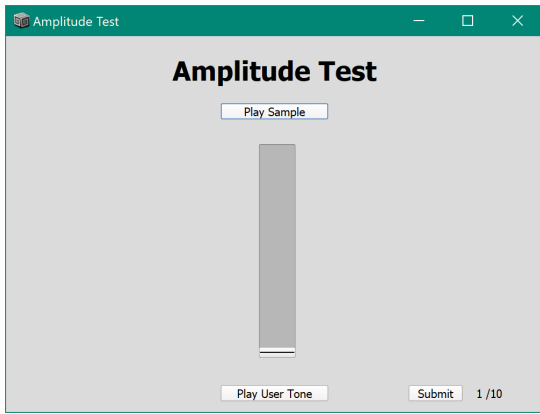 Amplitude Test
Amplitude Test
Play Sample
Play User Tone
Submit 1 /10